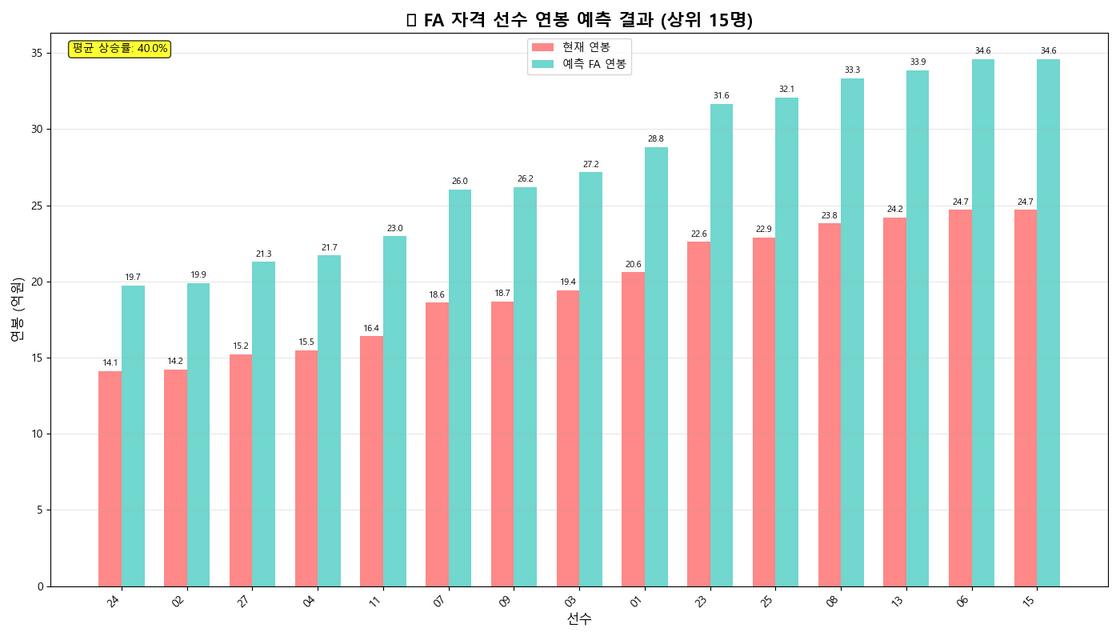 FA 자격 선수 연봉 예측 결과 (상위 15명)
평균 상승률: 40.0%
현재 연봉
예측 FA 연봉
연봉 (억원)
35
30
25
20
15
10
5
0
14.1 19.7 14.2 19.9 15.2 21.3 15.5 21.7 16.4 23.0 18.6 26.0 18.7 26.2 19.4 27.2 20.6 28.8 22.6 31.6 22.9 32.1 23.8 33.3 24.2 33.9 24.7 34.6 24.7 34.6
24 02 27 04 11 07 09 03 01 23 25 08 13 06 15
선수